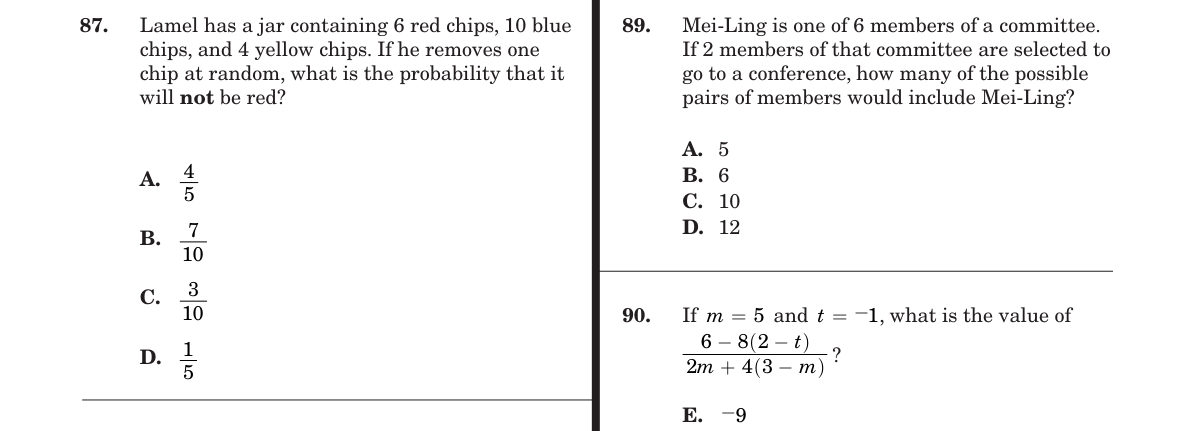 87. Lamel has a jar containing 6 red chips, 10 blue
chips, and 4 yellow chips. If he removes one
chip at random, what is the probability that it
will not be red?
A. 4/5
B. 7/10
C. 3/10
D. 1/5
89. Mei-Ling is one of 6 members of a committee.
If 2 members of that committee are selected to
go to a conference, how many of the possible
pairs of members would include Mei-Ling?
A. 5
B. 6
C. 10
D. 12
90. If m = 5 and t = ⁻1, what is the value of
6 – 8(2 – t)
2m + 4(3 – m) ?
E. ⁻9